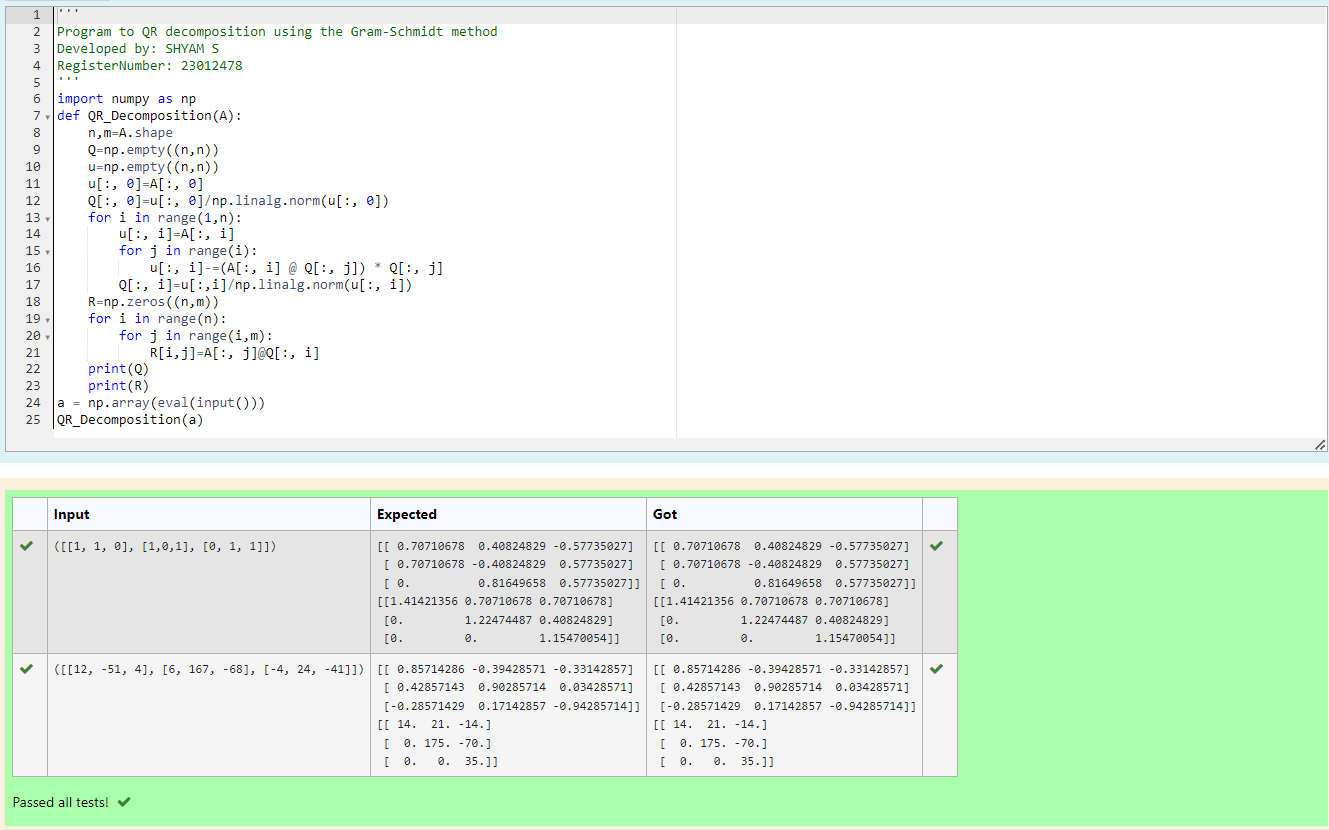 1 '''
2 Program to QR decomposition using the Gram-Schmidt method
3 Developed by: SHYAM S
4 RegisterNumber: 23012478
5 '''
6 import numpy as np
7 def QR_Decomposition(A):
8     n,m=A.shape
9     Q=np.empty((n,n))
10     u=np.empty((n,n))
11     u[:, 0]=A[:, 0]
12     Q[:, 0]=u[:, 0]/np.linalg.norm(u[:, 0])
13     for i in range(1,n):
14         u[:, i]=A[:, i]
15         for j in range(i):
16             u[:, i]-=(A[:, i] @ Q[:, j]) * Q[:, j]
17         Q[:, i]=u[:,i]/np.linalg.norm(u[:, i])
18     R=np.zeros((n,m))
19     for i in range(n):
20         for j in range(i,m):
21             R[i,j]=A[:, j]@Q[:, i]
22     print(Q)
23     print(R)
24 a = np.array(eval(input()))
25 QR_Decomposition(a)
Input Expected Got
([[1, 1, 0], [1,0,1], [0, 1, 1]]) [[ 0.70710678  0.40824829 -0.57735027] [[ 0.70710678  0.40824829 -0.57735027]
[ 0.70710678 -0.40824829  0.57735027] [ 0.70710678 -0.40824829  0.57735027]
[ 0.          0.81649658  0.57735027]] [ 0.          0.81649658  0.57735027]]
[[1.41421356 0.70710678 0.70710678] [[1.41421356 0.70710678 0.70710678]
[0.         1.22474487 0.40824829] [0.         1.22474487 0.40824829]
[0.         0.         1.15470054]] [0.         0.         1.15470054]]
([[12, -51, 4], [6, 167, -68], [-4, 24, -41]]) [[ 0.85714286 -0.39428571 -0.33142857] [[ 0.85714286 -0.39428571 -0.33142857]
[ 0.42857143  0.90285714  0.03428571] [ 0.42857143  0.90285714  0.03428571]
[-0.28571429  0.17142857 -0.94285714]] [-0.28571429  0.17142857 -0.94285714]]
[[ 14.  21. -14.] [[ 14.  21. -14.]
[  0. 175. -70.] [  0. 175. -70.]
[  0.   0.  35.]] [  0.   0.  35.]]
Passed all tests!